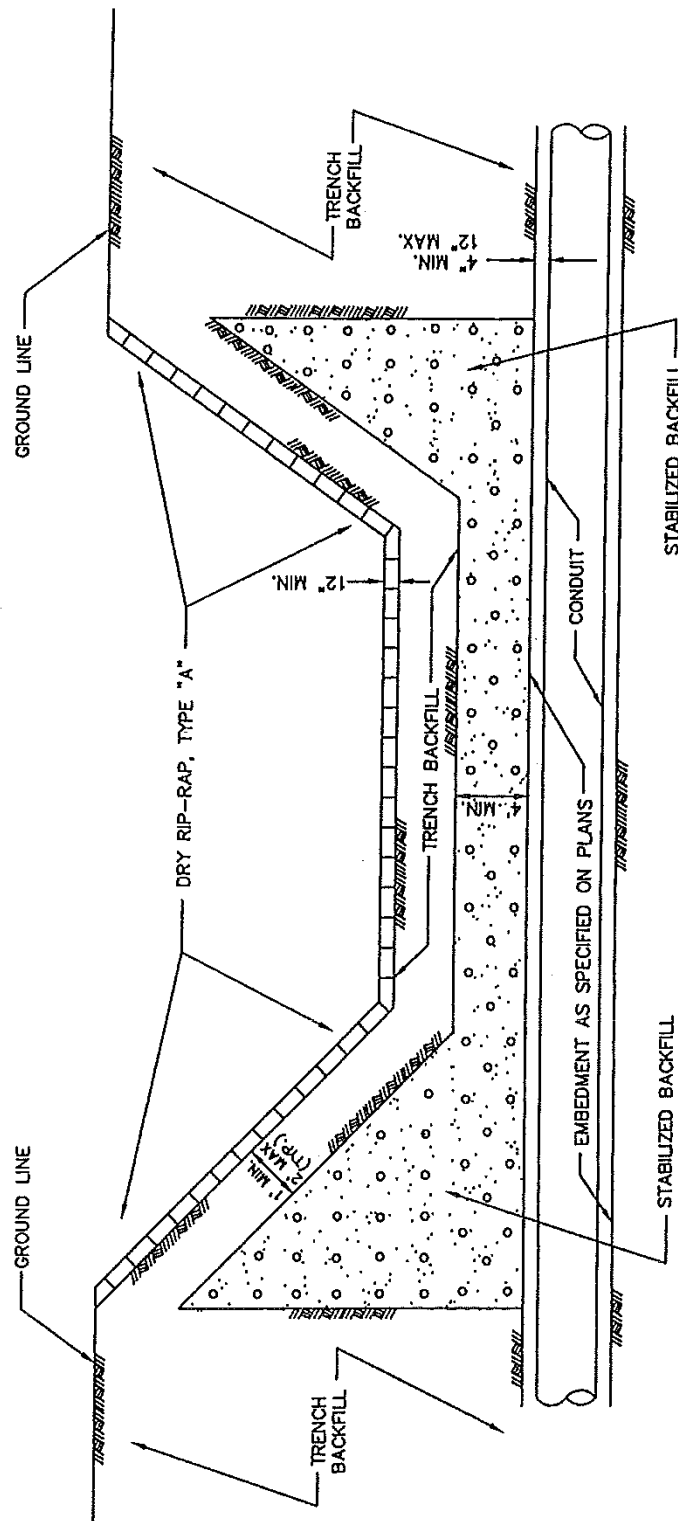 GROUND LINE
GROUND LINE
DRY RIP-RAP, TYPE "A"
TRENCH
BACKFILL
TRENCH
BACKFILL
12" MIN.
1' MIN.
2' MAX
(TYP.)
TRENCH BACKFILL
4' MIN.
4" MIN.
12" MAX.
EMBEDMENT AS SPECIFIED ON PLANS
CONDUIT
STABILIZED BACKFILL
STABILIZED BACKFILL